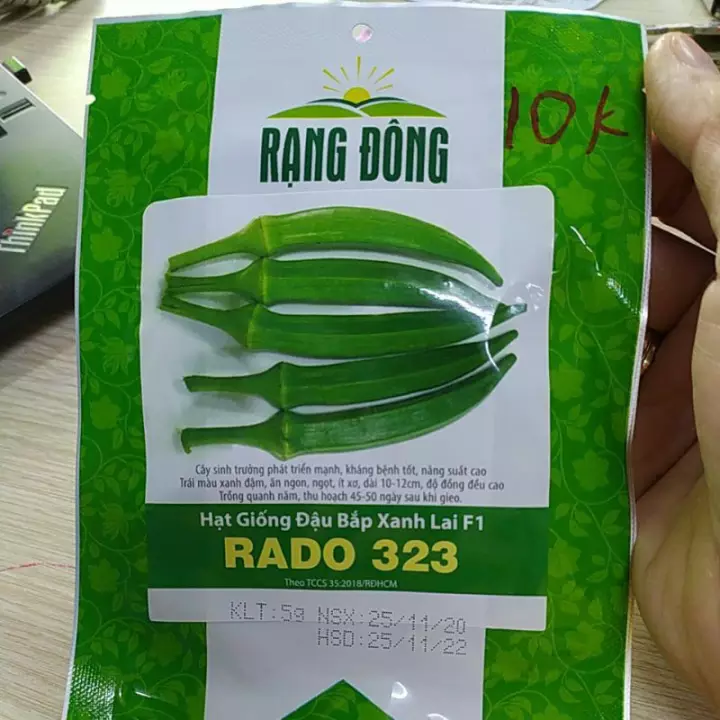 10K
RẠNG ĐÔNG
ThinkPad
Cây sinh trưởng phát triển mạnh, kháng bệnh tốt, năng suất cao
Trái màu xanh đậm, ăn ngon, ngọt, ít xơ, dài 10-12cm, độ đồng đều cao
Trồng quanh năm, thu hoạch 45-50 ngày sau khi gieo.
Hạt Giống Đậu Bắp Xanh Lai F1
RADO 323
Theo TCCS 35:2018/RĐHCM
KLT:5g NSX:25/11/20
HSD:25/11/22